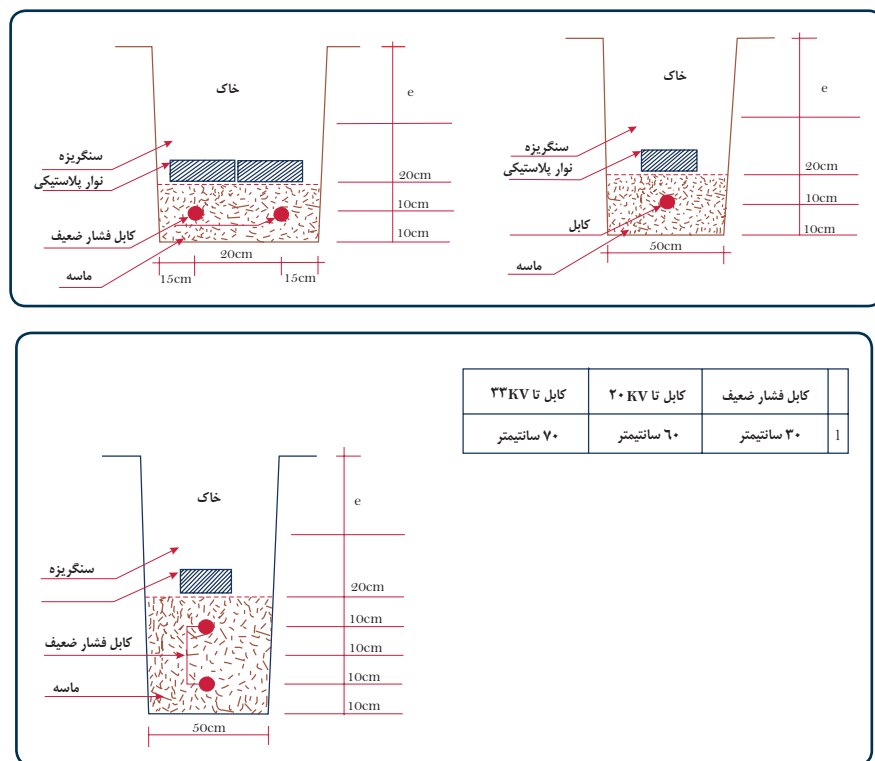 خاک
e
سنگریزه
نوار پلاستیکی
20cm
10cm
کابل فشار ضعیف
10cm
20cm
ماسه
15cm
15cm
خاک
e
سنگریزه
نوار پلاستیکی
20cm
10cm
کابل
10cm
50cm
ماسه
کابل فشار ضعیف کابل تا ۲۰ KV کابل تا ۳۳KV
1 ۳۰ سانتیمتر ٦٠ سانتیمتر ۷۰ سانتیمتر
خاک
e
سنگریزه
20cm
10cm
کابل فشار ضعیف
10cm
10cm
ماسه
10cm
50cm